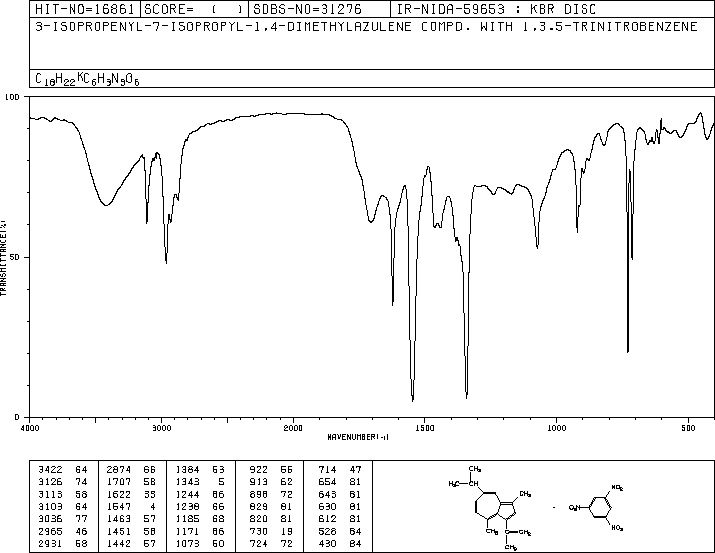 HIT-NO=16861 SCORE= ( ) SDBS-NO=31276 IR-NIDA-59653 : KBR DISC
3-ISOPROPENYL-7-ISOPROPYL-1,4-DIMETHYLAZULENE COMPD. WITH 1,3,5-TRINITROBENZENE
C18H22KC6H3N3O6
100
50
0
TRANSMITTANCE(%)
4000 3000 2000 1500 1000 500
WAVENUMBER(-1)
3422 64 2874 66 1384 53 922 56 714 47
3126 74 1707 58 1343 5 913 62 654 81
3113 58 1622 35 1244 66 898 72 643 81
3103 64 1547 4 1238 66 829 81 630 81
3036 77 1463 57 1185 68 820 81 612 81
2965 46 1451 58 1171 66 730 19 528 84
2931 58 1442 57 1073 50 724 72 430 84
CH3
H3C CH
CH3
CH3
C CH2
CH3
NO2
O2N
NO2